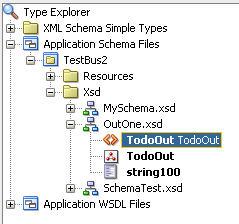 Type Explorer
XML Schema Simple Types
Application Schema Files
TestBus2
Resources
Xsd
MySchema.xsd
OutOne.xsd
TodoOut TodoOut
TodoOut
string100
SchemaTest.xsd
Application WSDL Files